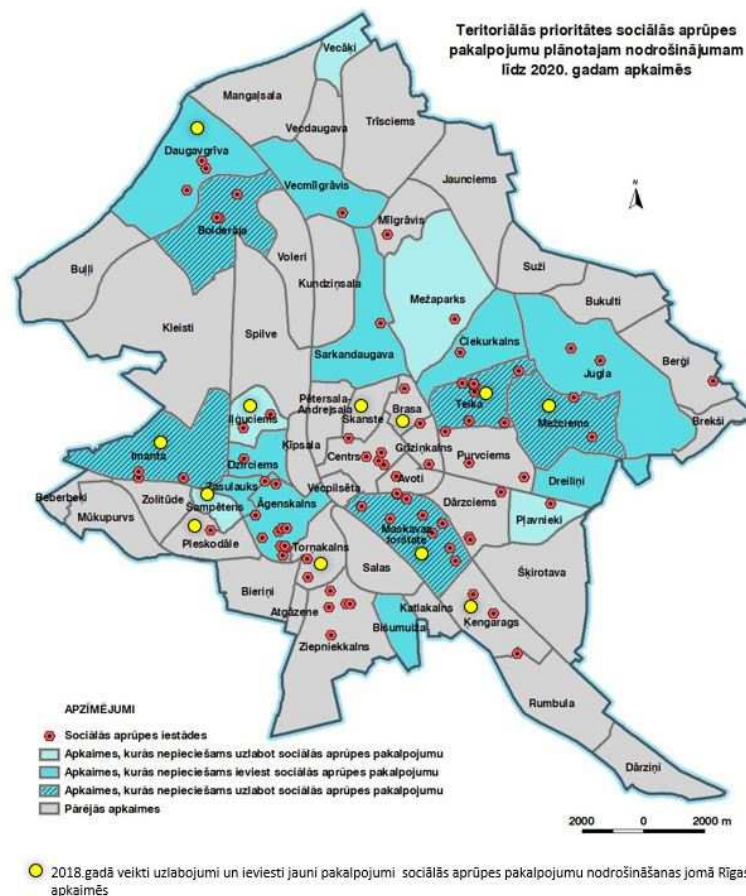 Teritoriālās prioritātes sociālās aprūpes
pakalpojumu plānotajam nodrošinājumam
līdz 2020. gadam apkaimēs
Vecāķi
Mangaļsala
Vecdaugava
Trīsciems
Daugavgrīva
Jaunciems
N
Vecmīlgrāvis
Mīlgrāvis
Bolderāja
Voleri
Suži
Buļļi
Kundziņsala
Mežaparks
Bukulti
Kleisti
Spilve
Čiekurkalns
Berģi
Sarkandaugava
Jugla
Pētersala-
Andrejsala
Skanste
Brasa
Teika
Mežciems
Brekši
Iļģuciems
Imanta
Ķīpsala
Centrs
Grīziņkalns
Purvciems
Dzirciems
Dreiliņi
Zasulauks
Vecpilsēta
Avoti
Beberbeķi
Zolitūde
Sampēteris
Āgenskalns
Dārzciems
Mūkupurvs
Pļavnieki
Pleskodāle
Maskavas
forštate
Torņakalns
Šķirotava
Bieriņi
Salas
Atgāzene
Katlakalns
Ķengarags
Bišumuiža
Ziepniekkalns
Rumbula
Dārziņi
APZĪMĒJUMI
Sociālās aprūpes iestādes
Apkaimes, kurās nepieciešams uzlabot sociālās aprūpes pakalpojumu
Apkaimes, kurās nepieciešams ieviest sociālās aprūpes pakalpojumu
Apkaimes, kurās nepieciešams uzlabot sociālās aprūpes pakalpojumu
Pārējās apkaimes
2000 0 2000 m
2018.gadā veikti uzlabojumi un ieviesti jauni pakalpojumi sociālās aprūpes pakalpojumu nodrošināšanas jomā Rīgas
apkaimēs